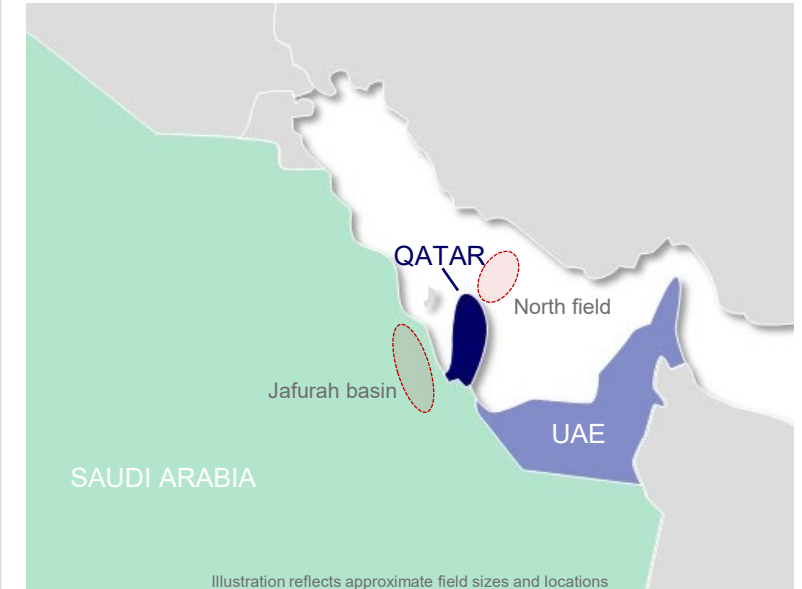 QATAR
North field
Jafurah basin
UAE
SAUDI ARABIA
Illustration reflects approximate field sizes and locations